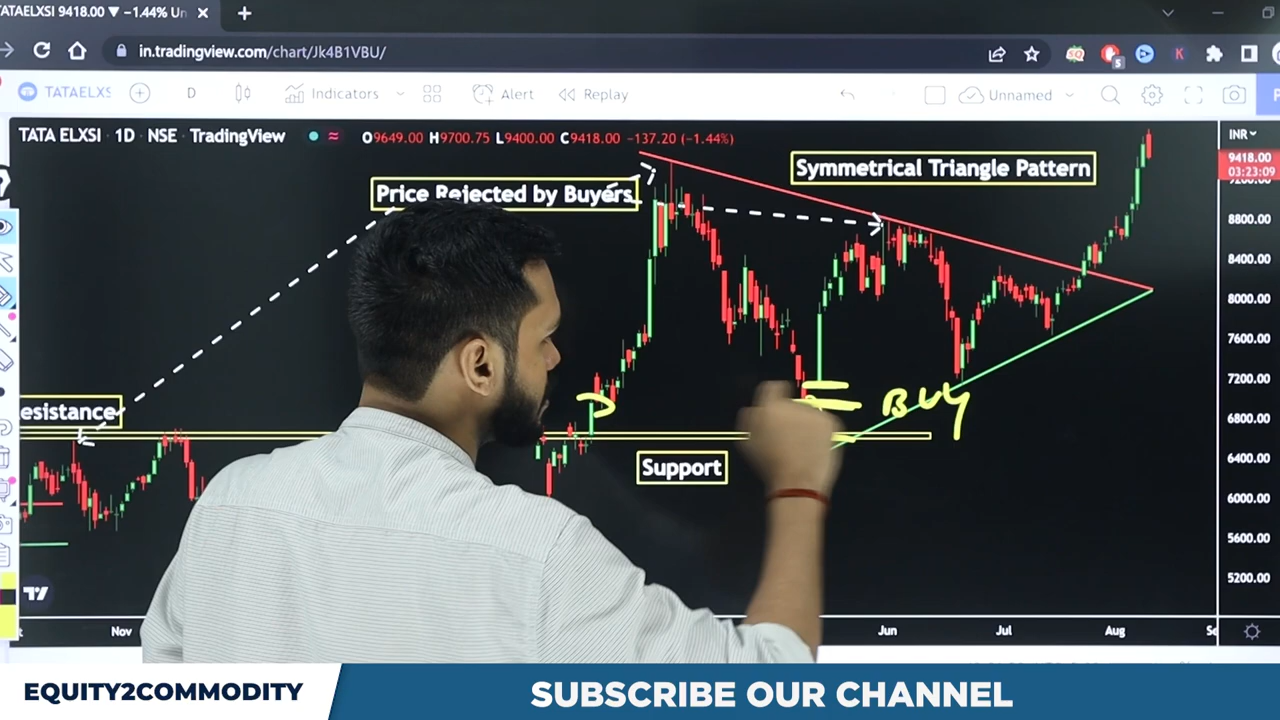 TATAELXSI 9418.00 ▼ −1.44% Un
in.tradingview.com/chart/Jk4B1VBU/
TATAELXS
D
Indicators
Alert
Replay
Unnamed
TATA ELXSI · 1D · NSE · TradingView
O9649.00 H9700.75 L9400.00 C9418.00 −137.20 (−1.44%)
INR
9418.00
03:23:09
Symmetrical Triangle Pattern
Price Rejected by Buyers
9200.00
8800.00
8400.00
8000.00
7600.00
7200.00
6800.00
6400.00
6000.00
5600.00
5200.00
esistance
BUY
Support
Nov
Jun
Jul
Aug
Se
EQUITY2COMMODITY
SUBSCRIBE OUR CHANNEL